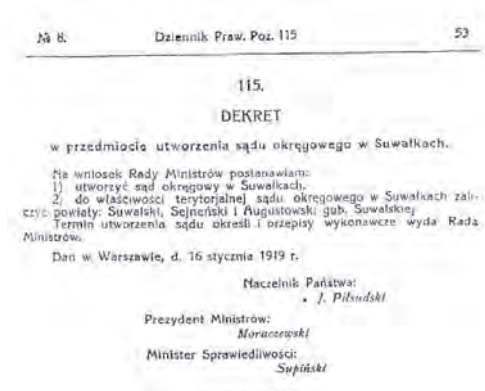 № 8. Dziennik Praw. Poz. 115 53
115.
DEKRET
w przedmiocie utworzenia sądu okręgowego w Suwałkach.
Na wniosek Rady Ministrów postanawiam:
1) utworzyć sąd okręgowy w Suwałkach,
2) do właściwości terytorjalnej sądu okręgowego w Suwałkach zali-
czyć powiaty: Suwalski, Sejneński i Augustowski gub. Suwalskiej
Termin utworzenia sądu określi i przepisy wykonawcze wyda Rada
Ministrów.
Dan w Warszawie, d. 16 stycznia 1919 r.
Naczelnik Państwa:
J. Piłsudski
Prezydent Ministrów:
Moraczewski
Minister Sprawiedliwości:
Supiński